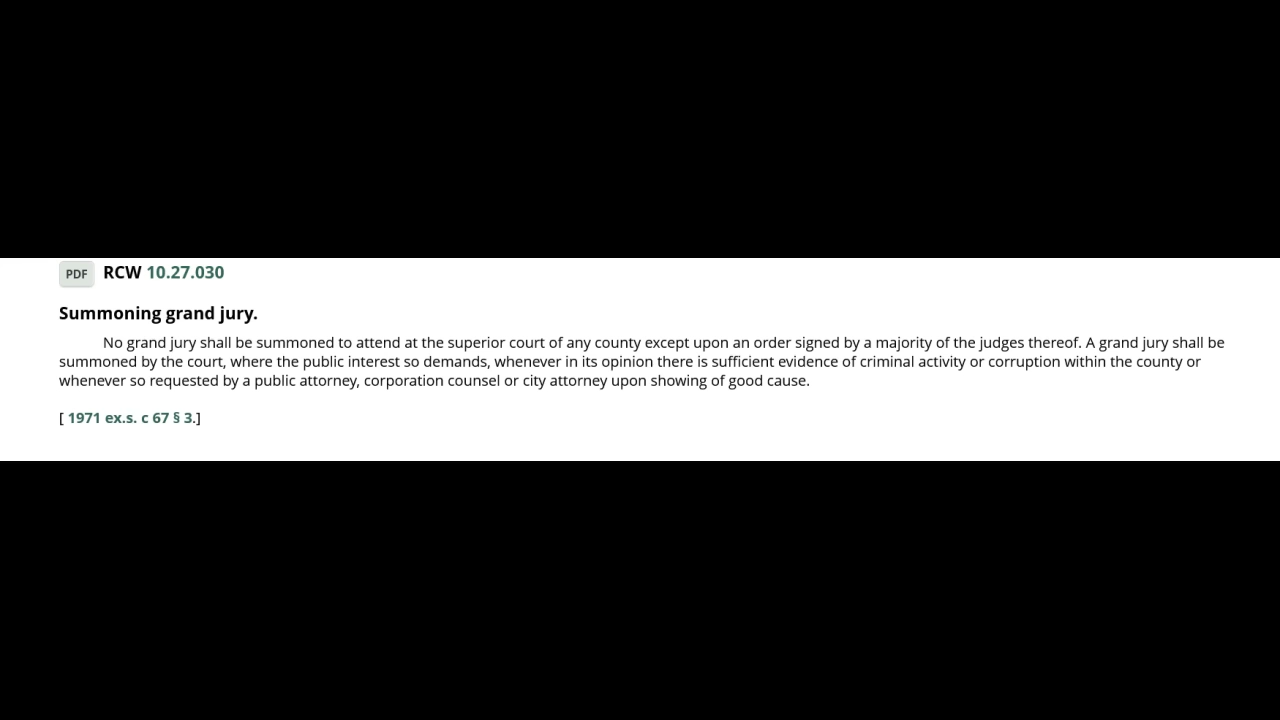 PDF RCW 10.27.030
Summoning grand jury.
No grand jury shall be summoned to attend at the superior court of any county except upon an order signed by a majority of the judges thereof. A grand jury shall be
summoned by the court, where the public interest so demands, whenever in its opinion there is sufficient evidence of criminal activity or corruption within the county or
whenever so requested by a public attorney, corporation counsel or city attorney upon showing of good cause.
[ 1971 ex.s. c 67 § 3.]